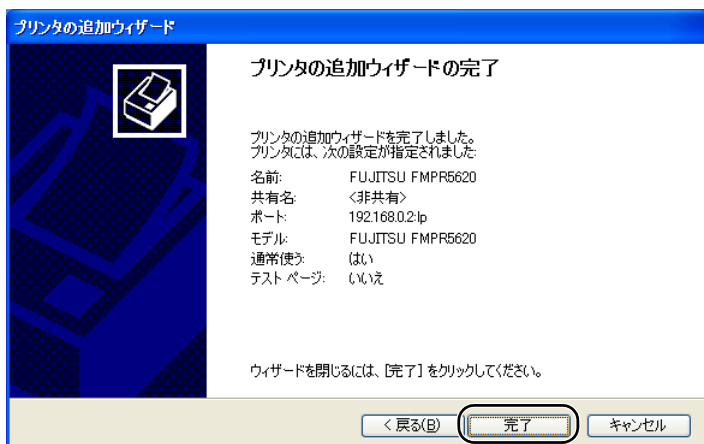 プリンタの追加ウィザード
プリンタの追加ウィザードの完了
プリンタの追加ウィザードを完了しました。
プリンタには、次の設定が指定されました:
名前: FUJITSU FMPR5620
共有名: <非共有>
ポート: 192.168.0.2:lp
モデル: FUJITSU FMPR5620
通常使う: はい
テスト ページ: いいえ
ウィザードを閉じるには、[完了] をクリックしてください。
< 戻る(B) 完了 キャンセル